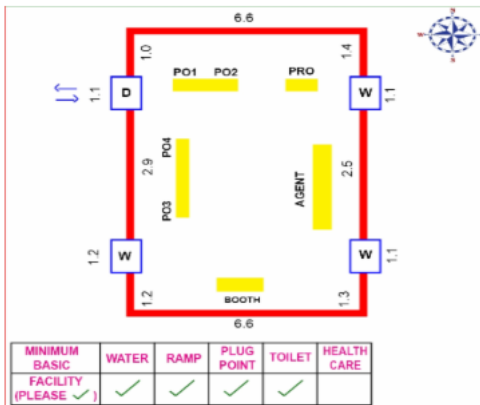 6.6
1.0
1.4
PO1 PO2
PRO
1.1
D
W
1.1
PO4
2.9
PO3
AGENT
2.5
1.2
W
W
1.1
BOOTH
1.2
1.3
6.6
MINIMUM BASIC FACILITY (PLEASE ✓)
WATER
RAMP
PLUG POINT
TOILET
HEALTH CARE
✓ ✓ ✓ ✓